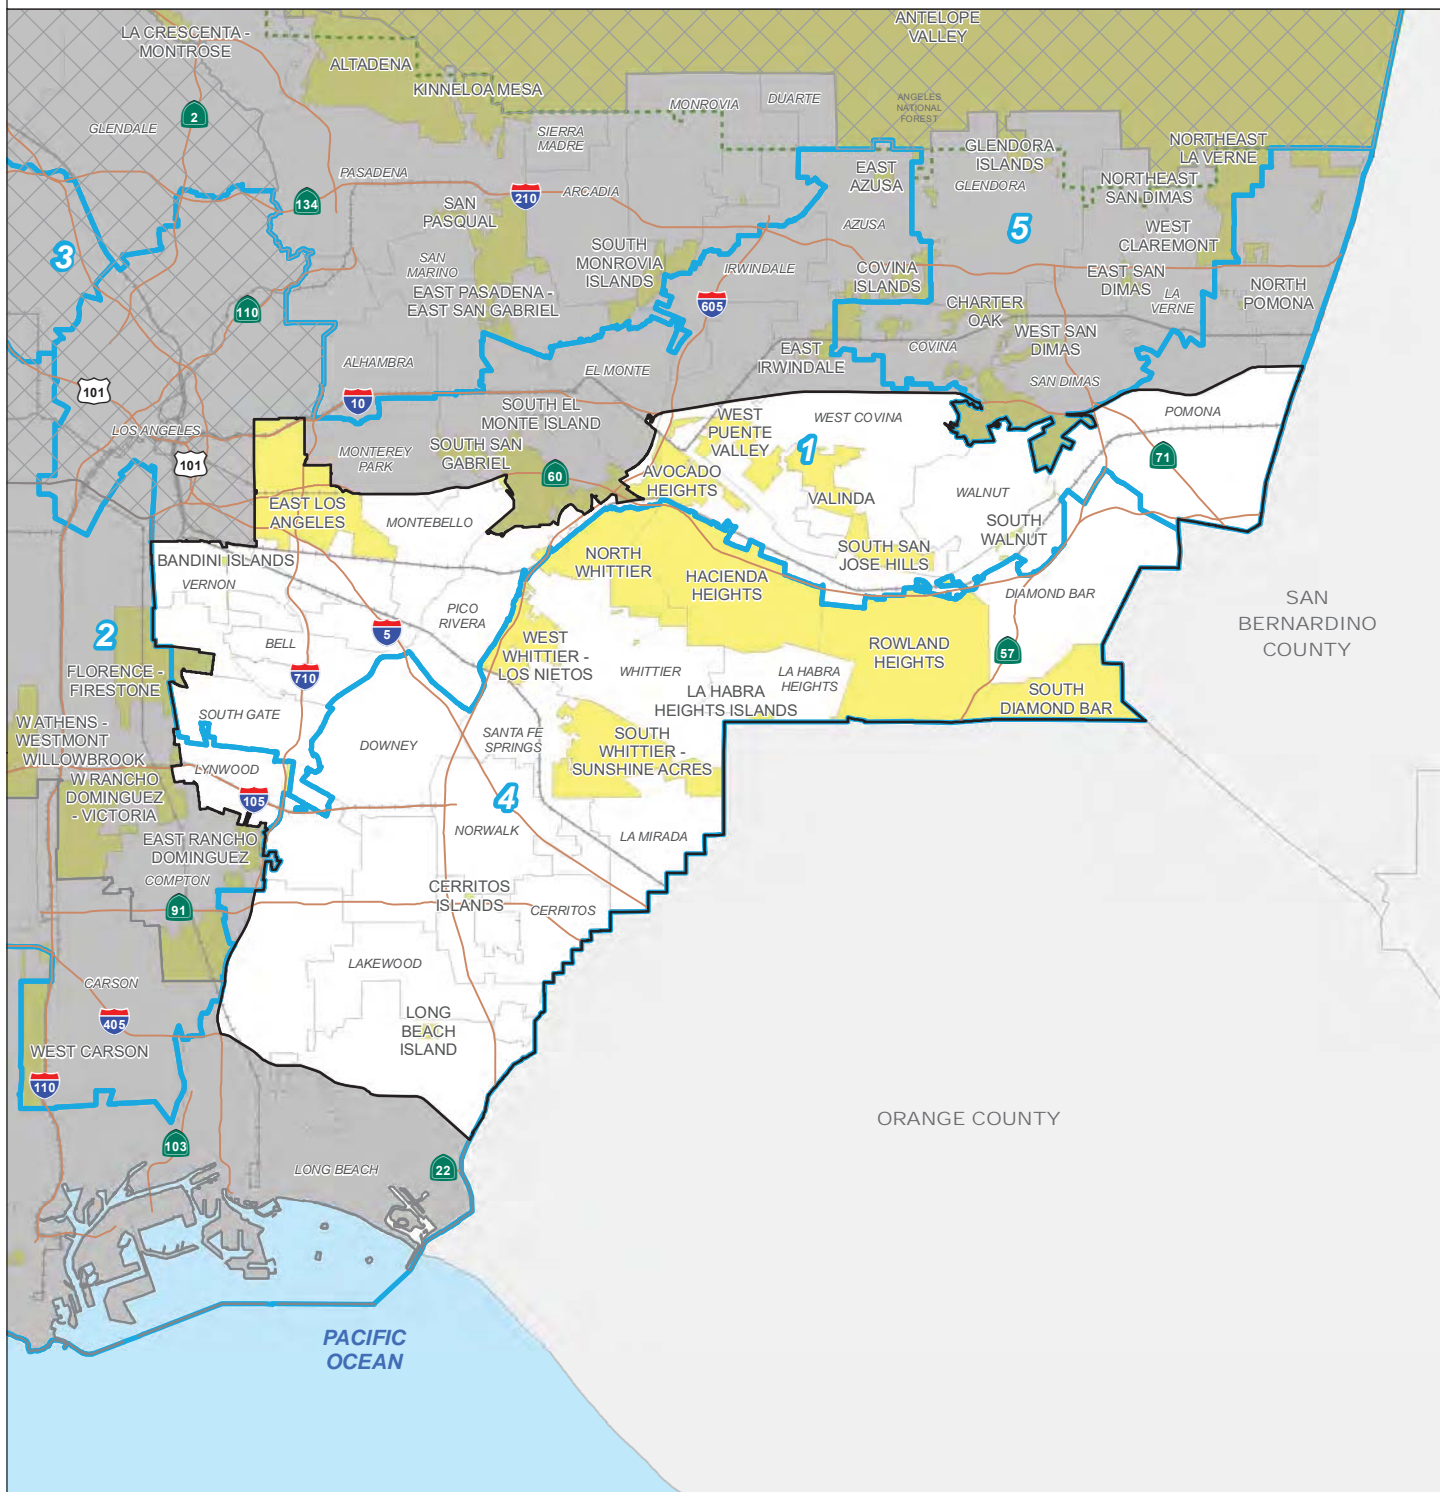 ANTELOPE
VALLEY
LA CRESCENTA -
MONTROSE
ALTADENA
KINNELOA MESA
MONROVIA
DUARTE
ANGELES
NATIONAL
FOREST
2
GLENDALE
SIERRA
MADRE
GLENDORA
ISLANDS
NORTHEAST
LA VERNE
PASADENA
134
210
ARCADIA
EAST
AZUSA
GLENDORA
NORTHEAST
SAN DIMAS
SAN
PASQUAL
AZUSA
5
WEST
CLAREMONT
3
SAN
MARINO
SOUTH
MONROVIA
ISLANDS
IRWINDALE
COVINA
ISLANDS
EAST SAN
DIMAS
LA
VERNE
NORTH
POMONA
EAST PASADENA -
EAST SAN GABRIEL
110
605
CHARTER
OAK
WEST SAN
DIMAS
ALHAMBRA
EL MONTE
EAST
IRWINDALE
COVINA
SAN DIMAS
101
10
LOS ANGELES
SOUTH EL
MONTE ISLAND
WEST
PUENTE
VALLEY
WEST COVINA
POMONA
101
MONTEREY
PARK
SOUTH SAN
GABRIEL
60
1
71
AVOCADO
HEIGHTS
VALINDA
WALNUT
EAST LOS
ANGELES
MONTEBELLO
SOUTH
WALNUT
BANDINI ISLANDS
VERNON
NORTH
WHITTIER
SOUTH SAN
JOSE HILLS
HACIENDA
HEIGHTS
DIAMOND BAR
SAN
BERNARDINO
COUNTY
PICO
RIVERA
2
BELL
5
WEST
WHITTIER -
LOS NIETOS
ROWLAND
HEIGHTS
57
FLORENCE -
FIRESTONE
710
WHITTIER
LA HABRA
HEIGHTS
SOUTH
DIAMOND BAR
LA HABRA
HEIGHTS ISLANDS
SOUTH GATE
W ATHENS -
WESTMONT
WILLOWBROOK
DOWNEY
SANTA FE
SPRINGS
SOUTH
WHITTIER -
SUNSHINE ACRES
LYNWOOD
W RANCHO
DOMINGUEZ
- VICTORIA
105
4
NORWALK
LA MIRADA
EAST RANCHO
DOMINGUEZ
COMPTON
CERRITOS
ISLANDS
91
CERRITOS
LAKEWOOD
CARSON
405
LONG
BEACH
ISLAND
WEST CARSON
110
ORANGE COUNTY
103
LONG BEACH
22
PACIFIC
OCEAN